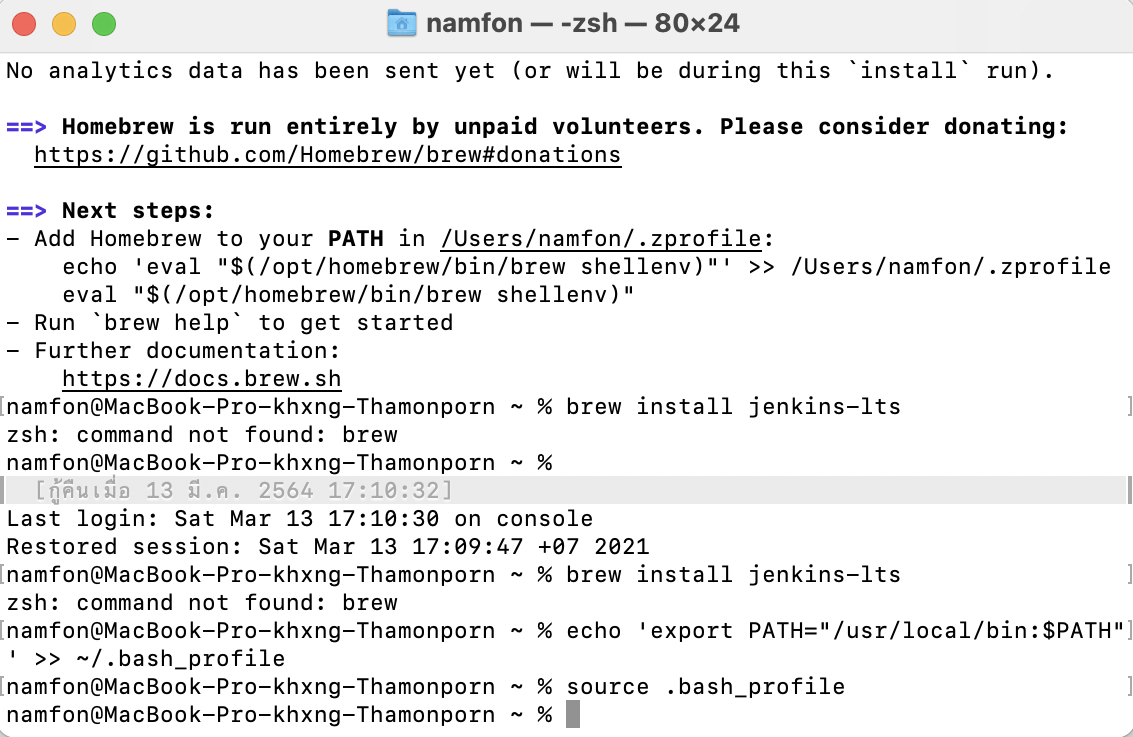 namfon — -zsh — 80×24
No analytics data has been sent yet (or will be during this `install` run).
==> Homebrew is run entirely by unpaid volunteers. Please consider donating:
https://github.com/Homebrew/brew#donations
==> Next steps:
- Add Homebrew to your PATH in /Users/namfon/.zprofile:
echo 'eval "$(/opt/homebrew/bin/brew shellenv)"' >> /Users/namfon/.zprofile
eval "$(/opt/homebrew/bin/brew shellenv)"
- Run `brew help` to get started
- Further documentation:
https://docs.brew.sh
[namfon@MacBook-Pro-khxng-Thamonporn ~ % brew install jenkins-lts ]
zsh: command not found: brew
namfon@MacBook-Pro-khxng-Thamonporn ~ %
[กู้คืนเมื่อ 13 มี.ค. 2564 17:10:32]
Last login: Sat Mar 13 17:10:30 on console
Restored session: Sat Mar 13 17:09:47 +07 2021
[namfon@MacBook-Pro-khxng-Thamonporn ~ % brew install jenkins-lts ]
zsh: command not found: brew
[namfon@MacBook-Pro-khxng-Thamonporn ~ % echo 'export PATH="/usr/local/bin:$PATH"]
' >> ~/.bash_profile
[namfon@MacBook-Pro-khxng-Thamonporn ~ % source .bash_profile ]
namfon@MacBook-Pro-khxng-Thamonporn ~ %